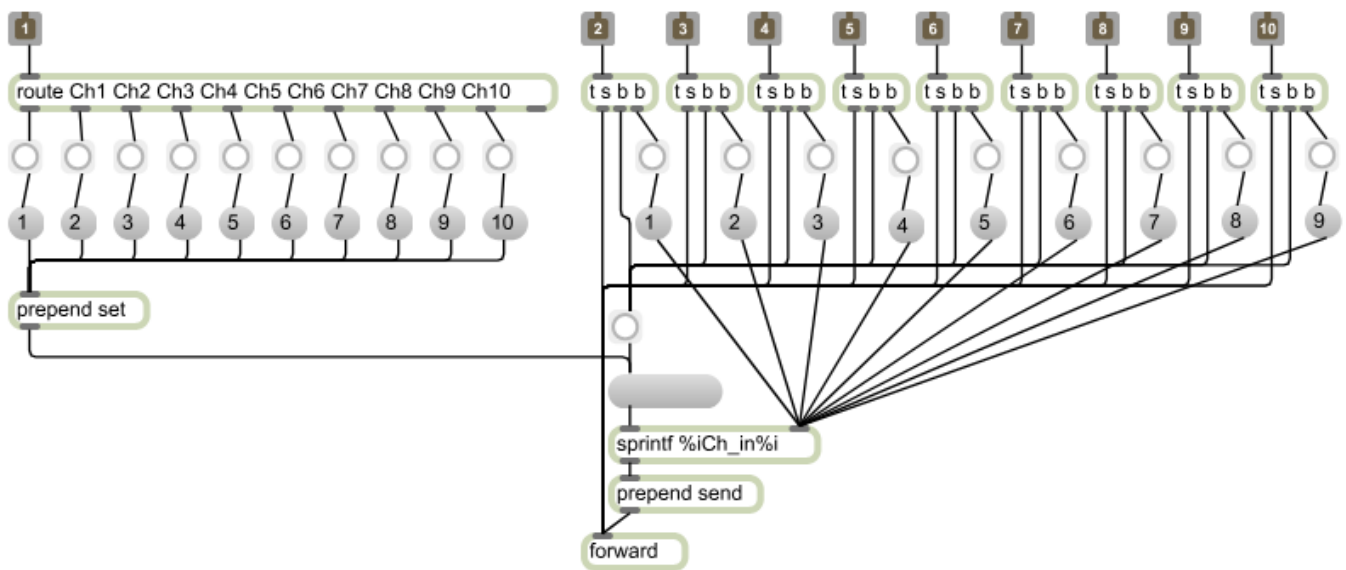 1 2 3 4 5 6 7 8 9 10
route Ch1 Ch2 Ch3 Ch4 Ch5 Ch6 Ch7 Ch8 Ch9 Ch10
t s b b t s b b t s b b t s b b t s b b t s b b t s b b t s b b t s b b
1 2 3 4 5 6 7 8 9 10
1 2 3 4 5 6 7 8 9
prepend set
sprintf %iCh_in%i
prepend send
forward